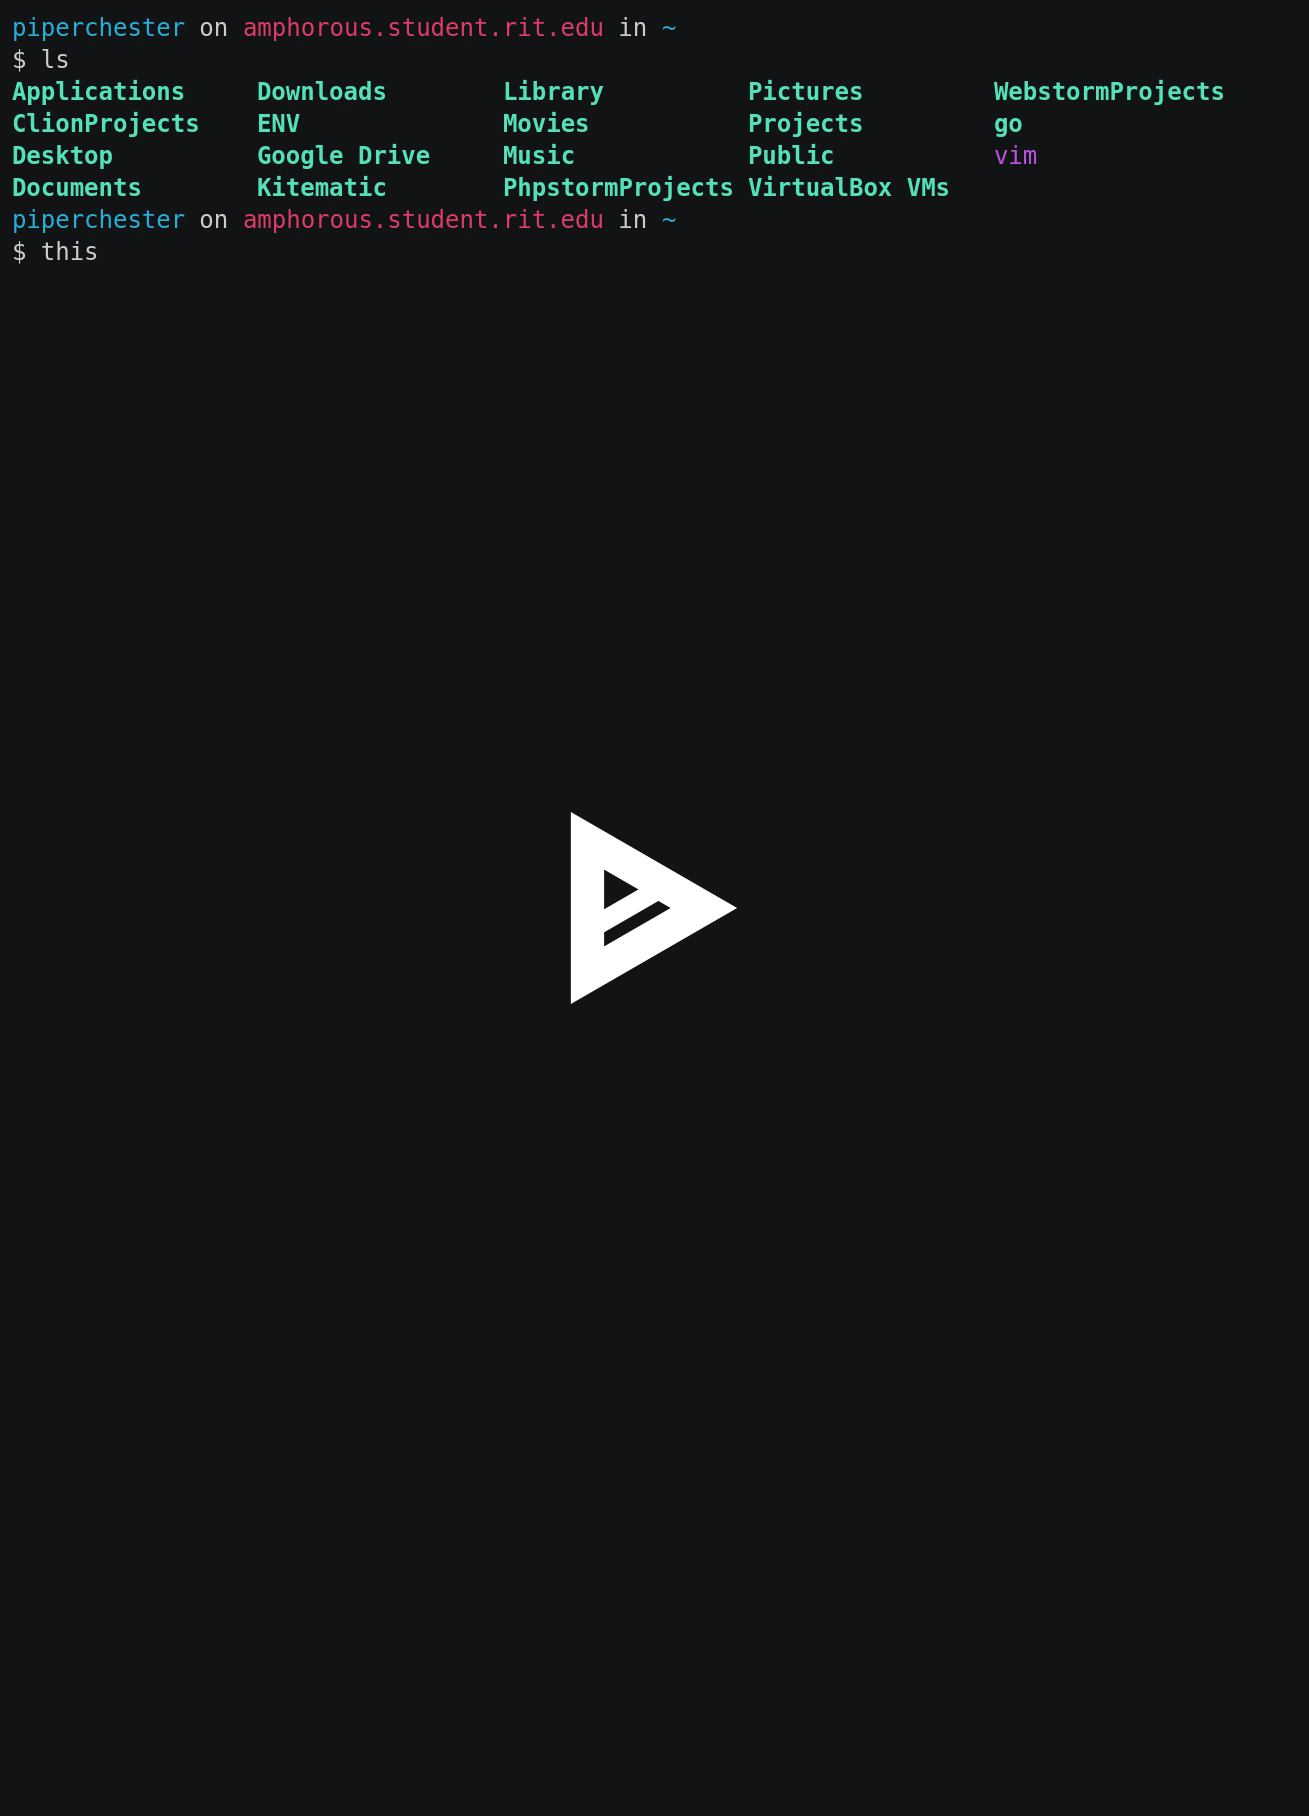 piperchester on amphorous.student.rit.edu in ~
$ ls
Applications     Downloads        Library          Pictures         WebstormProjects
ClionProjects    ENV              Movies           Projects         go
Desktop          Google Drive     Music            Public           vim
Documents        Kitematic        PhpstormProjects VirtualBox VMs
piperchester on amphorous.student.rit.edu in ~
$ this